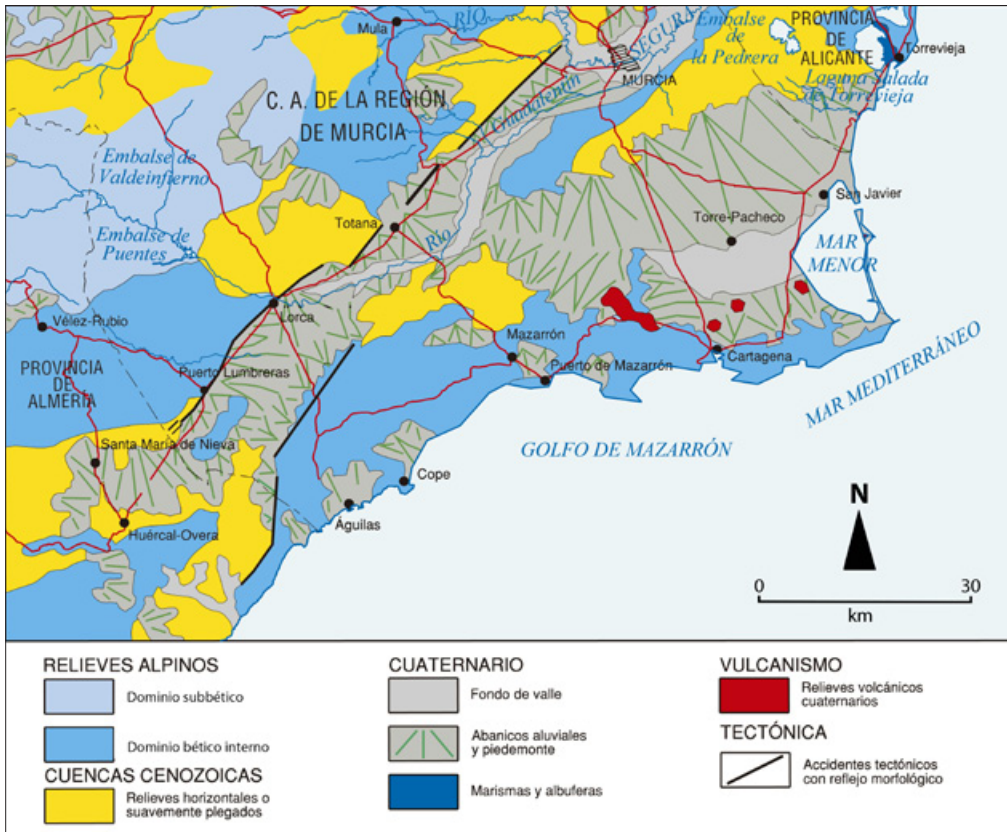 Mula
RÍO
SEGURA
MURCIA
Embalse de
la Pedrera
PROVINCIA
DE
ALICANTE
Torrevieja
Laguna Salada
de Torrevieja
C. A. DE LA REGIÓN
DE MURCIA
Guadalentín
Embalse de
Valdeinfierno
Embalse de
Puentes
Totana
Río
San Javier
Torre-Pacheco
MAR
MENOR
Vélez-Rubio
Lorca
Mazarrón
Puerto de Mazarrón
Cartagena
MAR MEDITERRÁNEO
PROVINCIA
DE
ALMERÍA
Puerto Lumbreras
Santa María de Nieva
GOLFO DE MAZARRÓN
Cope
Águilas
Huércal-Overa
N
0 30
km
RELIEVES ALPINOS
Dominio subbético
Dominio bético interno
CUENCAS CENOZOICAS
Relieves horizontales o
suavemente plegados
CUATERNARIO
Fondo de valle
Abanicos aluviales
y piedemonte
Marismas y albuferas
VULCANISMO
Relieves volcánicos
cuaternarios
TECTÓNICA
Accidentes tectónicos
con reflejo morfológico